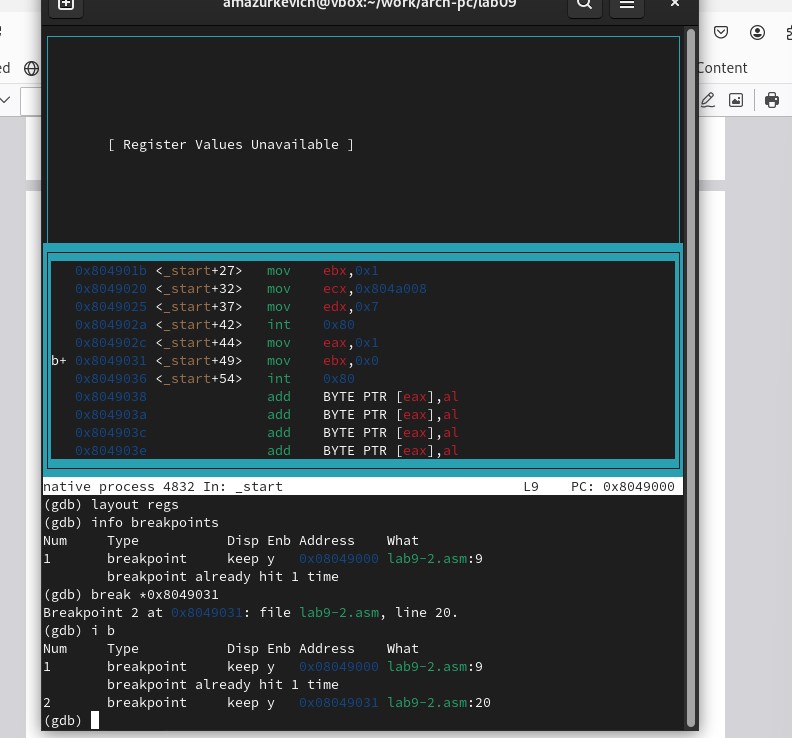 amazurkevich@vbox:~/work/arch-pc/lab09
ed
Content
[ Register Values Unavailable ]
0x804901b <_start+27> mov ebx,0x1
0x8049020 <_start+32> mov ecx,0x804a008
0x8049025 <_start+37> mov edx,0x7
0x804902a <_start+42> int 0x80
0x804902c <_start+44> mov eax,0x1
b+ 0x8049031 <_start+49> mov ebx,0x0
0x8049036 <_start+54> int 0x80
0x8049038 add BYTE PTR [eax],al
0x804903a add BYTE PTR [eax],al
0x804903c add BYTE PTR [eax],al
0x804903e add BYTE PTR [eax],al
native process 4832 In: _start L9 PC: 0x8049000
(gdb) layout regs
(gdb) info breakpoints
Num Type Disp Enb Address What
1 breakpoint keep y 0x08049000 lab9-2.asm:9
breakpoint already hit 1 time
(gdb) break *0x8049031
Breakpoint 2 at 0x8049031: file lab9-2.asm, line 20.
(gdb) i b
Num Type Disp Enb Address What
1 breakpoint keep y 0x08049000 lab9-2.asm:9
breakpoint already hit 1 time
2 breakpoint keep y 0x08049031 lab9-2.asm:20
(gdb)